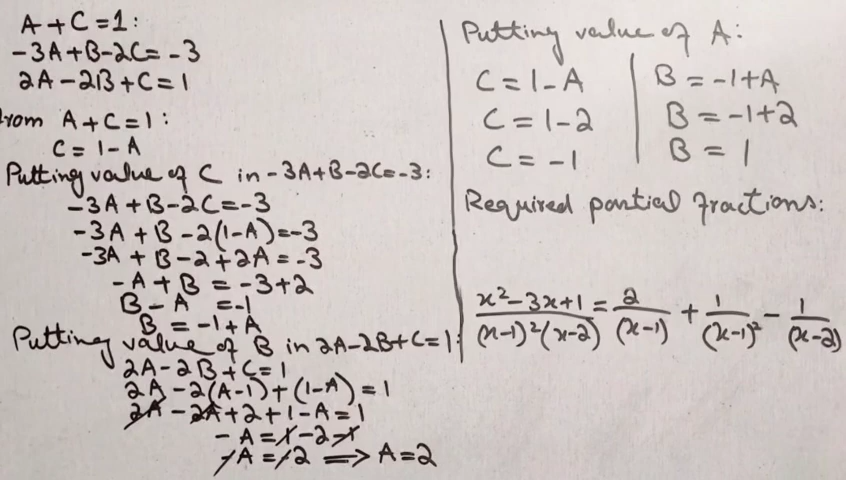 A + C = 1:
-3A + B - 2C = -3
2A - 2B + C = 1
from A + C = 1:
C = 1 - A
Putting value of C in -3A + B - 2C = -3:
-3A + B - 2C = -3
-3A + B - 2(1 - A) = -3
-3A + B - 2 + 2A = -3
-A + B = -3 + 2
B - A = -1
B = -1 + A
Putting value of B in 2A - 2B + C = 1:
2A - 2B + C = 1
2A - 2(A - 1) + (1 - A) = 1
2A - 2A + 2 + 1 - A = 1
-A = 1 - 2 - 1
-A = -2 ⟹ A = 2
Putting value of A:
C = 1 - A | B = -1 + A
C = 1 - 2 | B = -1 + 2
C = -1 | B = 1
Required partial fractions:
(x² - 3x + 1)/((x-1)²(x-2)) = 2/(x-1) + 1/(x-1)² - 1/(x-2)